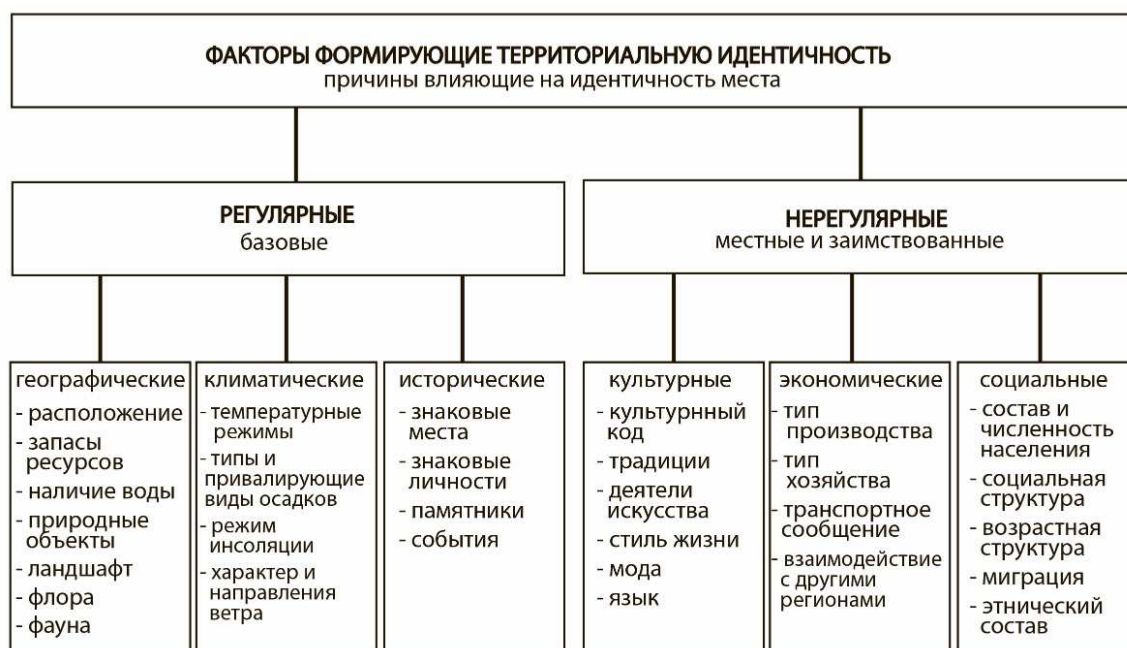 ФАКТОРЫ ФОРМИРУЮЩИЕ ТЕРРИТОРИАЛЬНУЮ ИДЕНТИЧНОСТЬ
причины влияющие на идентичность места
РЕГУЛЯРНЫЕ
базовые
НЕРЕГУЛЯРНЫЕ
местные и заимствованные
географические
- расположение
- запасы
ресурсов
- наличие воды
- природные
объекты
- ландшафт
- флора
- фауна
климатические
- температурные
режимы
- типы и
привалирующие
виды осадков
- режим
инсоляции
- характер и
направления
ветра
исторические
- знаковые
места
- знаковые
личности
- памятники
- события
культурные
- культурнный
код
- традиции
- деятели
искусства
- стиль жизни
- мода
- язык
экономические
- тип
производства
- тип
хозяйства
- транспортное
сообщение
- взаимодействие
с другими
регионами
социальные
- состав и
численность
населения
- социальная
структура
- возрастная
структура
- миграция
- этнический
состав